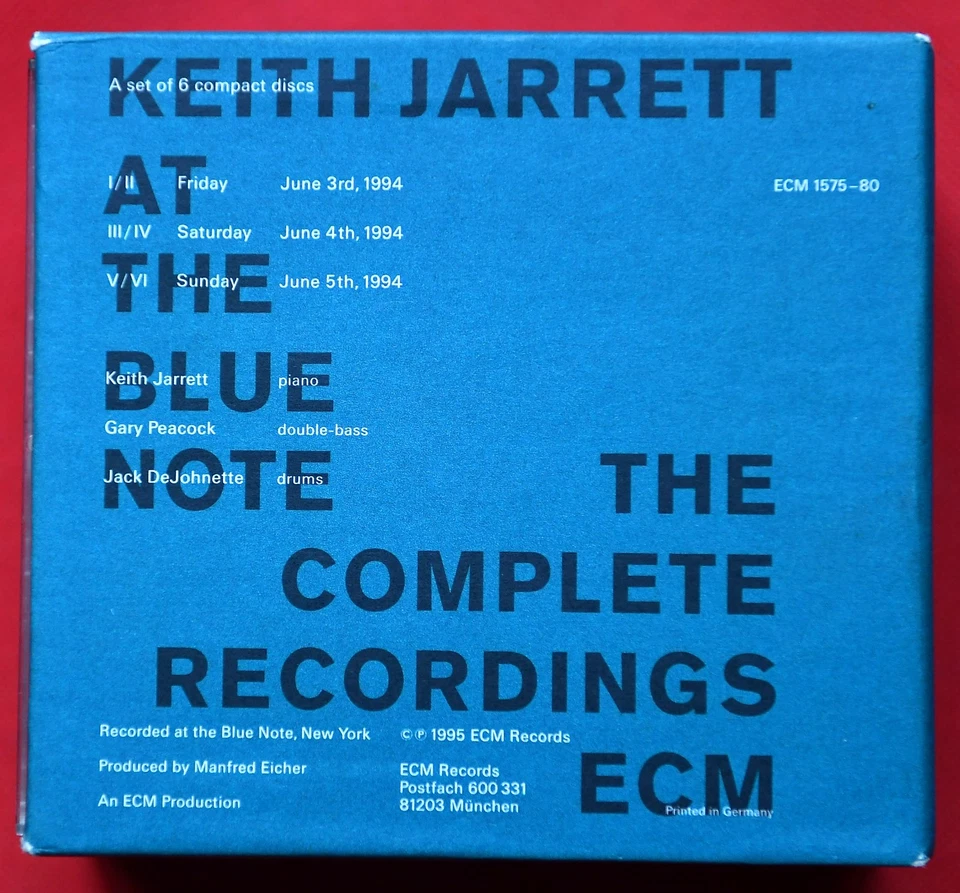 KEITH JARRETT
A set of 6 compact discs
AT
I/II Friday June 3rd, 1994
ECM 1575–80
III/IV Saturday June 4th, 1994
THE
V/VI Sunday June 5th, 1994
BLUE
Keith Jarrett piano
Gary Peacock double-bass
NOTE THE
Jack DeJohnette drums
COMPLETE
RECORDINGS
Recorded at the Blue Note, New York
©℗ 1995 ECM Records
Produced by Manfred Eicher
An ECM Production
ECM Records
Postfach 600 331
81203 München
ECM
Printed in Germany